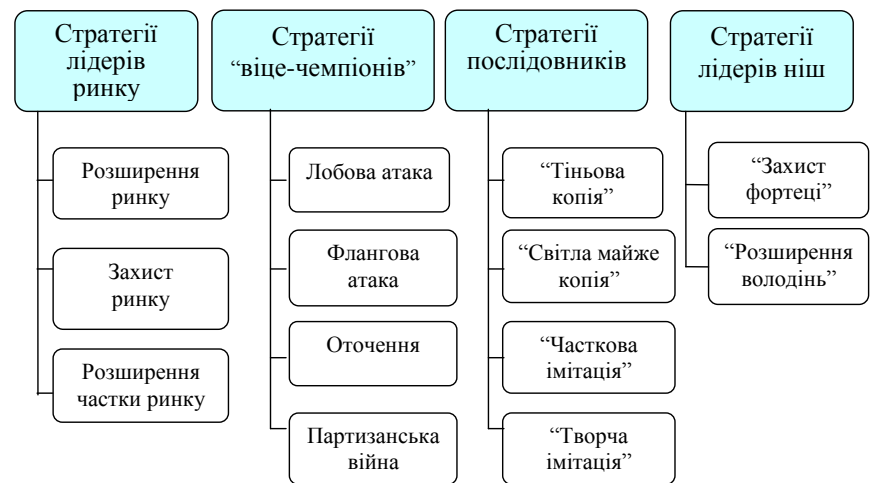 Стратегії
лідерів
ринку
Розширення
ринку
Захист
ринку
Розширення
частки ринку
Стратегії
“віце-чемпіонів”
Лобова атака
Флангова
атака
Оточення
Партизанська
війна
Стратегії
послідовників
“Тіньова
копія”
“Світла майже
копія”
“Часткова
імітація”
“Творча
імітація”
Стратегії
лідерів ніш
“Захист
фортеці”
“Розширення
володінь”